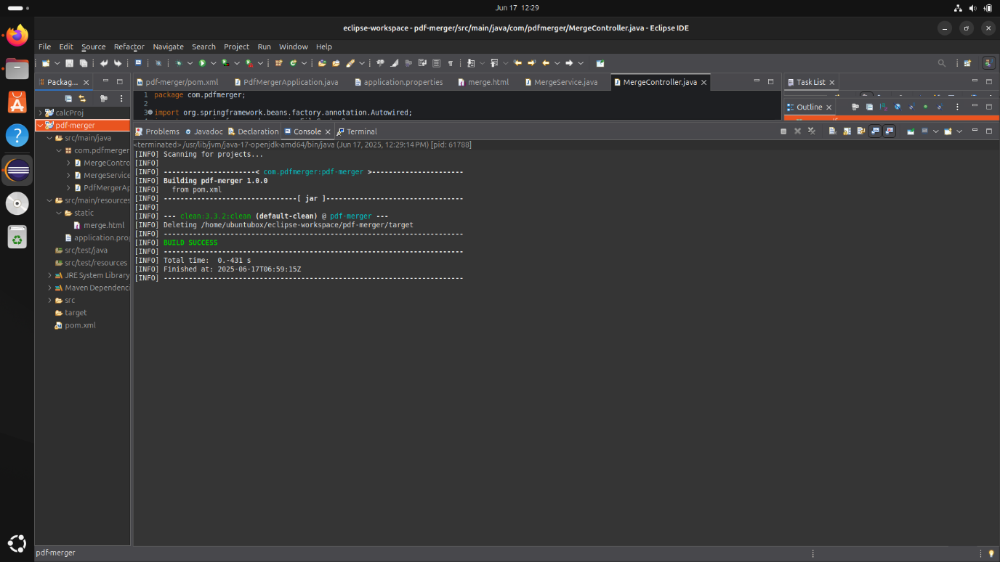 Jun 17 12:29
eclipse-workspace - pdf-merger/src/main/java/com/pdfmerger/MergeController.java - Eclipse IDE
File Edit Source Refactor Navigate Search Project Run Window Help
Packag...
pdf-merger/pom.xml PdfMergerApplication.java application.properties merge.html MergeService.java MergeController.java
Task List
1 package com.pdfmerger;
2
3 import org.springframework.beans.factory.annotation.Autowired;
Outline
calcProj
pdf-merger
src/main/java
com.pdfmerger
MergeContro
MergeService
PdfMergerAp
src/main/resources
static
merge.html
application.prop
src/test/java
src/test/resources
JRE System Library
Maven Dependenci
src
target
pom.xml
Problems Javadoc Declaration Console Terminal
<terminated> /usr/lib/jvm/java-17-openjdk-amd64/bin/java (Jun 17, 2025, 12:29:14 PM) [pid: 61788]
[INFO] Scanning for projects...
[INFO]
[INFO] ----------------------< com.pdfmerger:pdf-merger >----------------------
[INFO] Building pdf-merger 1.0.0
[INFO]   from pom.xml
[INFO] --------------------------------[ jar ]---------------------------------
[INFO]
[INFO] --- clean:3.3.2:clean (default-clean) @ pdf-merger ---
[INFO] Deleting /home/ubuntubox/eclipse-workspace/pdf-merger/target
[INFO] ------------------------------------------------------------------------
[INFO] BUILD SUCCESS
[INFO] ------------------------------------------------------------------------
[INFO] Total time:  0.-431 s
[INFO] Finished at: 2025-06-17T06:59:15Z
[INFO] ------------------------------------------------------------------------
pdf-merger